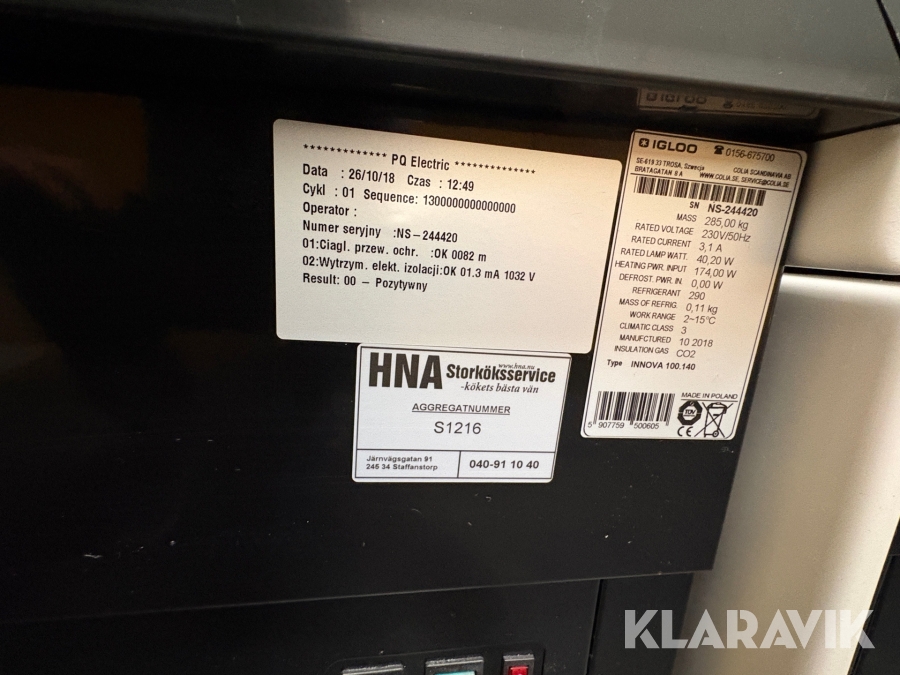 ************* PQ Electric ***************
Data : 26/10/18 Czas : 12:49
Cykl : 01 Sequence: 1300000000000000
Operator :
Numer seryjny :NS-244420
01:Ciagl. przew. ochr. :OK 0082 m
02:Wytrzym. elekt. izolacji:OK 01.3 mA 1032 V
Result: 00 - Pozytywny
IGLOO ☎ 0156-675700
SE-619 33 TROSA, Szwecja COLIA SCANDINAVIA AB
BRATAGATAN 8 A WWW.COLIA.SE, SERVICE@COLIA.SE
SN NS-244420
MASS 285,00 kg
RATED VOLTAGE 230V/50Hz
RATED CURRENT 3,1 A
RATED LAMP WATT. 40,20 W
HEATING PWR. INPUT 174,00 W
DEFROST. PWR. IN. 0,00 W
REFRIGERANT 290
MASS OF REFRIG. 0,11 kg
WORK RANGE 2~15°C
CLIMATIC CLASS 3
MANUFCTURED 10 2018
INSULATION GAS CO2
Type INNOVA 100.140
MADE IN POLAND
5 907759 500605
TÜV
CE
HNA Storköksservice
www.hna.nu
-kökets bästa vän
AGGREGATNUMMER
S1216
Järnvägsgatan 91
245 34 Staffanstorp
040-91 10 40
KLARAVIK